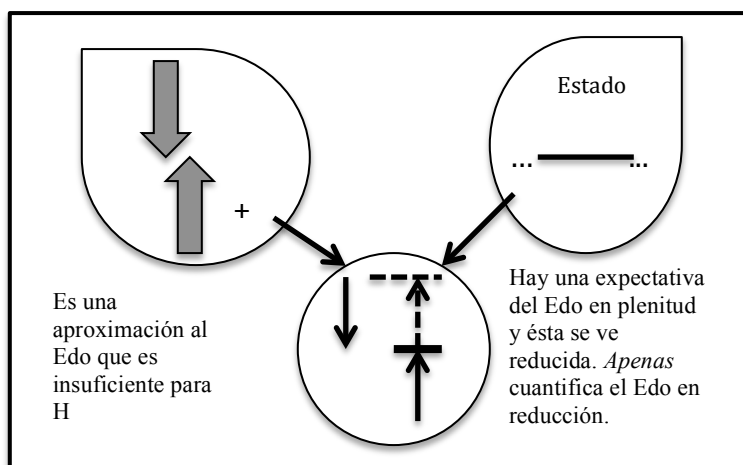 Estado
... ...
+
Es una
aproximación al
Edo que es
insuficiente para
H
Hay una expectativa
del Edo en plenitud
y ésta se ve
reducida. Apenas
cuantifica el Edo en
reducción.